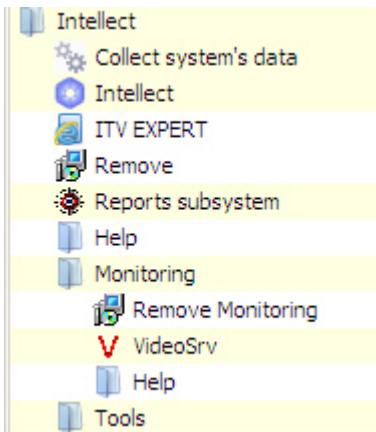 Intellect
Collect system's data
Intellect
ITV EXPERT
Remove
Reports subsystem
Help
Monitoring
Remove Monitoring
VideoSrv
Help
Tools